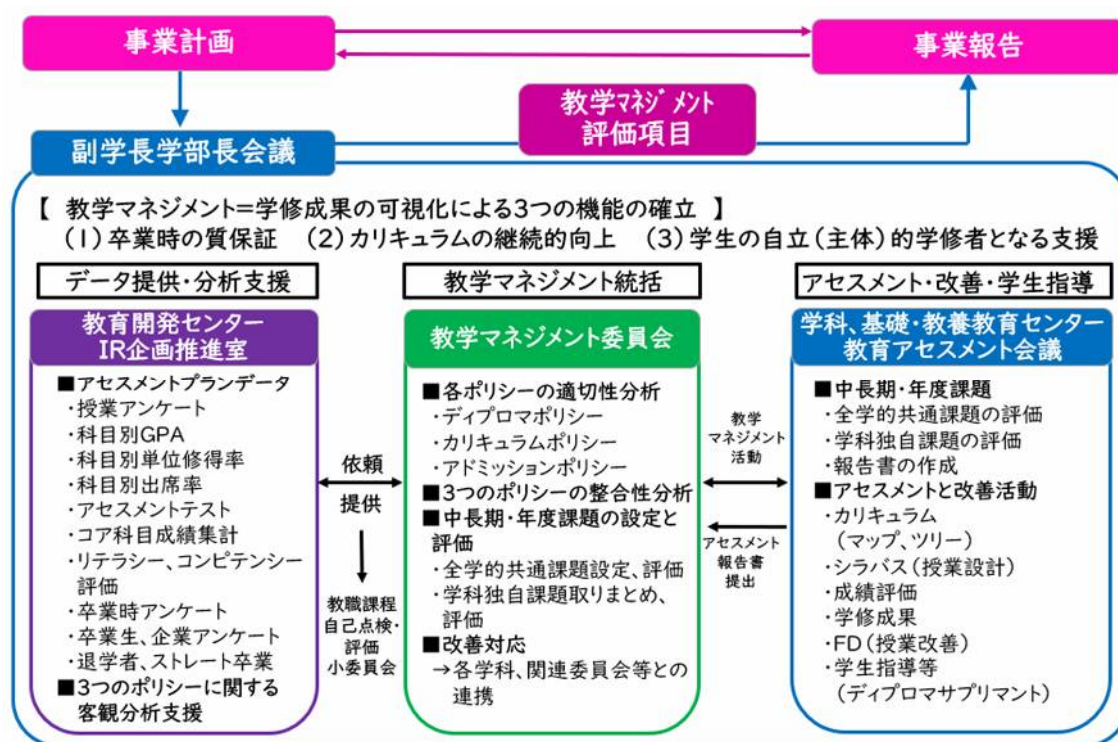 事業計画
事業報告
教学ﾏﾈｼﾞﾒﾝﾄ
評価項目
副学長学部長会議
【 教学マネジメント＝学修成果の可視化による3つの機能の確立 】
(1)卒業時の質保証 (2)カリキュラムの継続的向上 (3)学生の自立(主体)的学修者となる支援
データ提供・分析支援
教育開発センター
IR企画推進室
■アセスメントプランデータ
・授業アンケート
・科目別GPA
・科目別単位修得率
・科目別出席率
・アセスメントテスト
・コア科目成績集計
・リテラシー、コンピテンシー
評価
・卒業時アンケート
・卒業生、企業アンケート
・退学者、ストレート卒業
■3つのポリシーに関する
客観分析支援
依頼
提供
教職課程
自己点検・
評価
小委員会
教学マネジメント統括
教学マネジメント委員会
■各ポリシーの適切性分析
・ディプロマポリシー
・カリキュラムポリシー
・アドミッションポリシー
■3つのポリシーの整合性分析
■中長期・年度課題の設定と
評価
・全学的共通課題設定、評価
・学科独自課題取りまとめ、
評価
■改善対応
→各学科、関連委員会等との
連携
教学
マネジメント
活動
アセスメント
報告書
提出
アセスメント・改善・学生指導
学科、基礎・教養教育センター
教育アセスメント会議
■中長期・年度課題
・全学的共通課題の評価
・学科独自課題の評価
・報告書の作成
■アセスメントと改善活動
・カリキュラム
(マップ、ツリー)
・シラバス(授業設計)
・成績評価
・学修成果
・FD(授業改善)
・学生指導等
(ディプロマサプリマント)